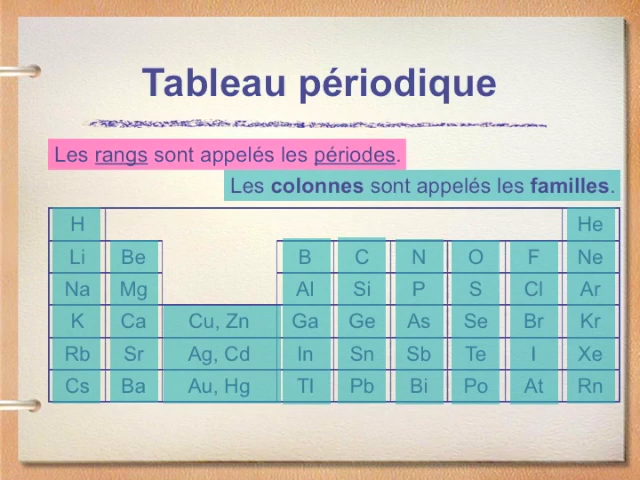 Tableau périodique
Les rangs sont appelés les périodes.
Les colonnes sont appelés les familles.
H He
Li Be B C N O F Ne
Na Mg Al Si P S Cl Ar
K Ca Cu, Zn Ga Ge As Se Br Kr
Rb Sr Ag, Cd In Sn Sb Te I Xe
Cs Ba Au, Hg Tl Pb Bi Po At Rn